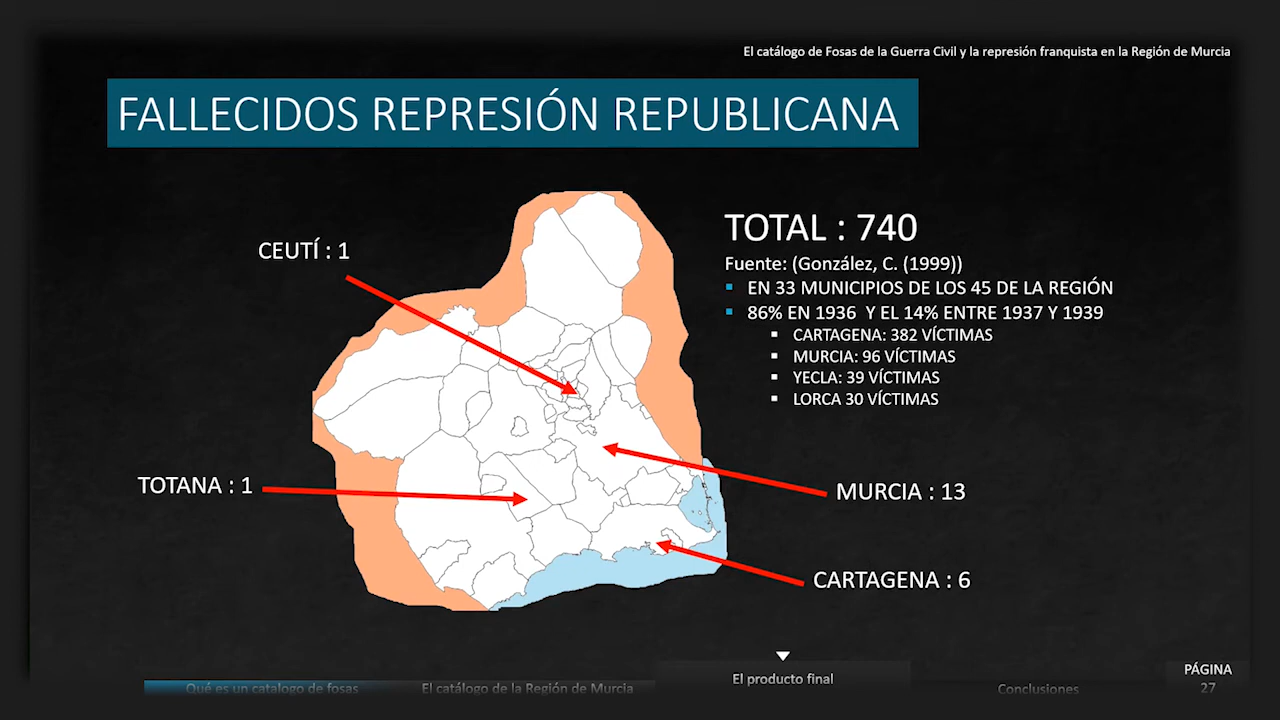 El catálogo de Fosas de la Guerra Civil y la represión franquista en la Región de Murcia
FALLECIDOS REPRESIÓN REPUBLICANA
CEUTÍ : 1
TOTAL : 740
Fuente: (González, C. (1999))
EN 33 MUNICIPIOS DE LOS 45 DE LA REGIÓN
86% EN 1936 Y EL 14% ENTRE 1937 Y 1939
CARTAGENA: 382 VÍCTIMAS
MURCIA: 96 VÍCTIMAS
YECLA: 39 VÍCTIMAS
LORCA 30 VÍCTIMAS
TOTANA : 1
MURCIA : 13
CARTAGENA : 6
Qué es un catalogo de fosas
El catálogo de la Región de Murcia
El producto final
Conclusiones
PÁGINA
27